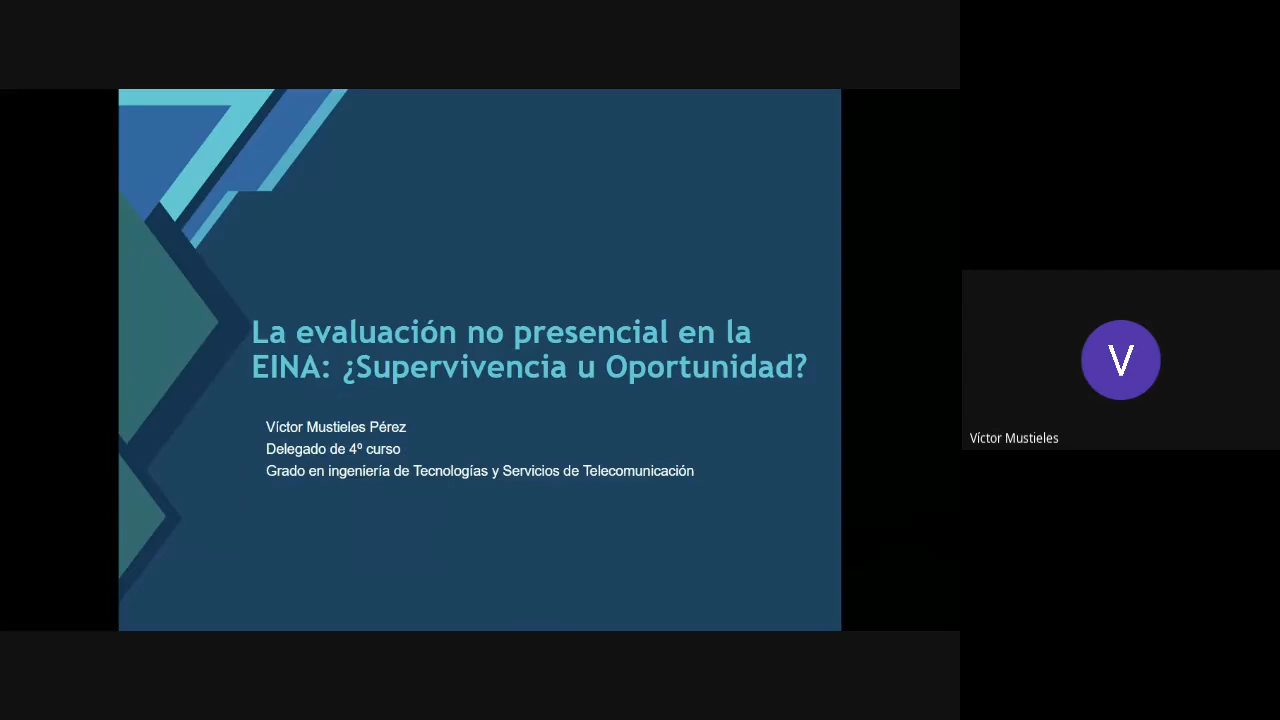 La evaluación no presencial en la
EINA: ¿Supervivencia u Oportunidad?
Víctor Mustieles Pérez
Delegado de 4º curso
Grado en ingeniería de Tecnologías y Servicios de Telecomunicación
V
Víctor Mustieles